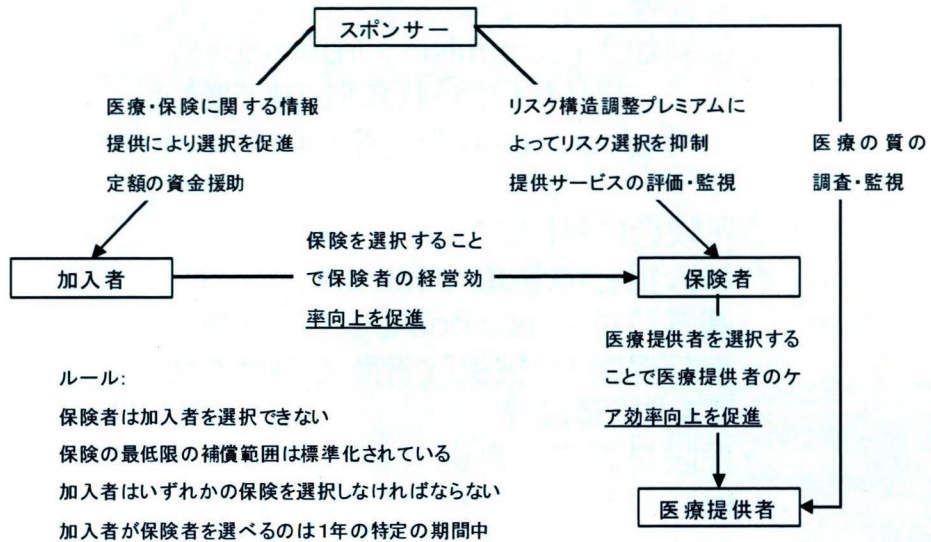 スポンサー
医療・保険に関する情報
提供により選択を促進
定額の資金援助
リスク構造調整プレミアムに
よってリスク選択を抑制
提供サービスの評価・監視
医療の質の
調査・監視
加入者
保険を選択すること
で保険者の経営効
率向上を促進
保険者
医療提供者を選択する
ことで医療提供者のケ
ア効率向上を促進
医療提供者
ルール:
保険者は加入者を選択できない
保険の最低限の補償範囲は標準化されている
加入者はいずれかの保険を選択しなければならない
加入者が保険者を選べるのは1年の特定の期間中